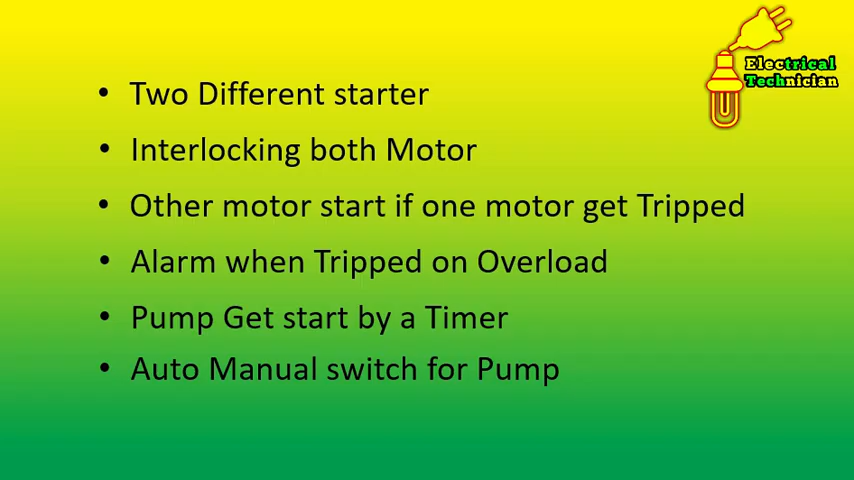 Electrical
Technician
• Two Different starter
• Interlocking both Motor
• Other motor start if one motor get Tripped
• Alarm when Tripped on Overload
• Pump Get start by a Timer
• Auto Manual switch for Pump